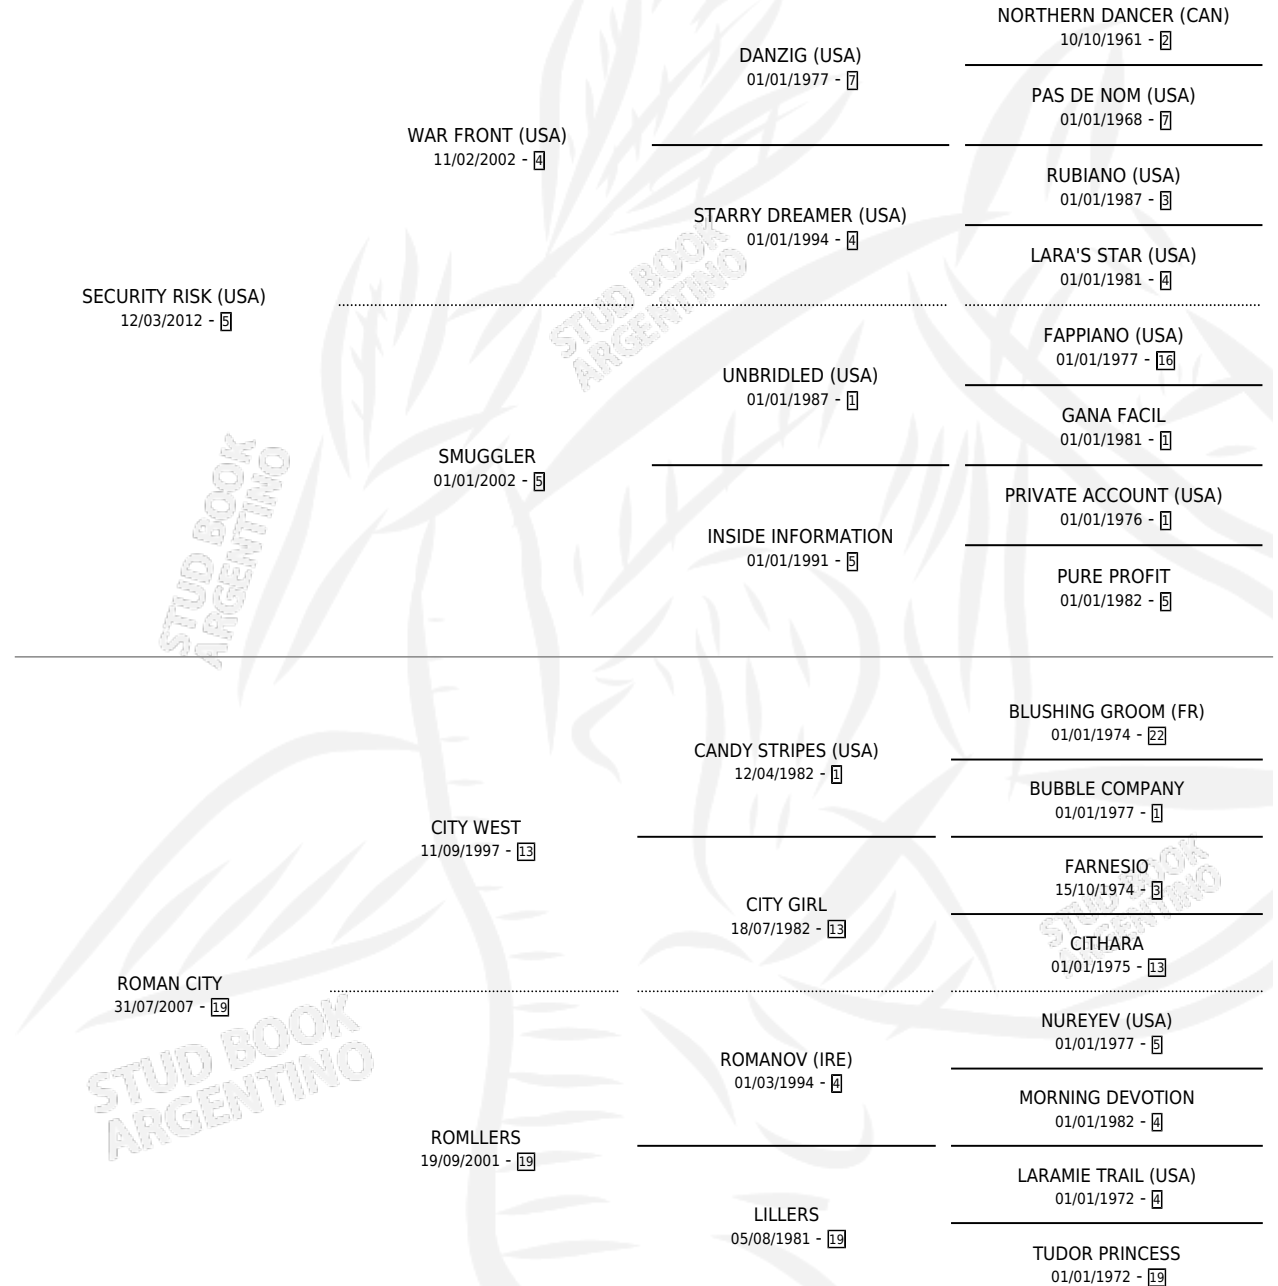 NORTHERN DANCER (CAN)
10/10/1961 - 2
DANZIG (USA)
01/01/1977 - 7
PAS DE NOM (USA)
01/01/1968 - 7
WAR FRONT (USA)
11/02/2002 - 4
RUBIANO (USA)
01/01/1987 - 3
STARRY DREAMER (USA)
01/01/1994 - 4
LARA'S STAR (USA)
01/01/1981 - 4
SECURITY RISK (USA)
12/03/2012 - 5
FAPPIANO (USA)
01/01/1977 - 16
UNBRIDLED (USA)
01/01/1987 - 1
GANA FACIL
01/01/1981 - 1
SMUGGLER
01/01/2002 - 5
PRIVATE ACCOUNT (USA)
01/01/1976 - 1
INSIDE INFORMATION
01/01/1991 - 5
PURE PROFIT
01/01/1982 - 5
BLUSHING GROOM (FR)
01/01/1974 - 22
CANDY STRIPES (USA)
12/04/1982 - 1
BUBBLE COMPANY
01/01/1977 - 1
CITY WEST
11/09/1997 - 13
FARNESIO
15/10/1974 - 3
CITY GIRL
18/07/1982 - 13
CITHARA
01/01/1975 - 13
ROMAN CITY
31/07/2007 - 19
NUREYEV (USA)
01/01/1977 - 5
ROMANOV (IRE)
01/03/1994 - 4
MORNING DEVOTION
01/01/1982 - 4
ROMLLERS
19/09/2001 - 19
LARAMIE TRAIL (USA)
01/01/1972 - 4
LILLERS
05/08/1981 - 19
TUDOR PRINCESS
01/01/1972 - 19
STUD BOOK
ARGENTINO
STUD BOOK
ARGENTINO
STUD BOOK
ARGENTINO
STUD BOOK
ARGENTINO